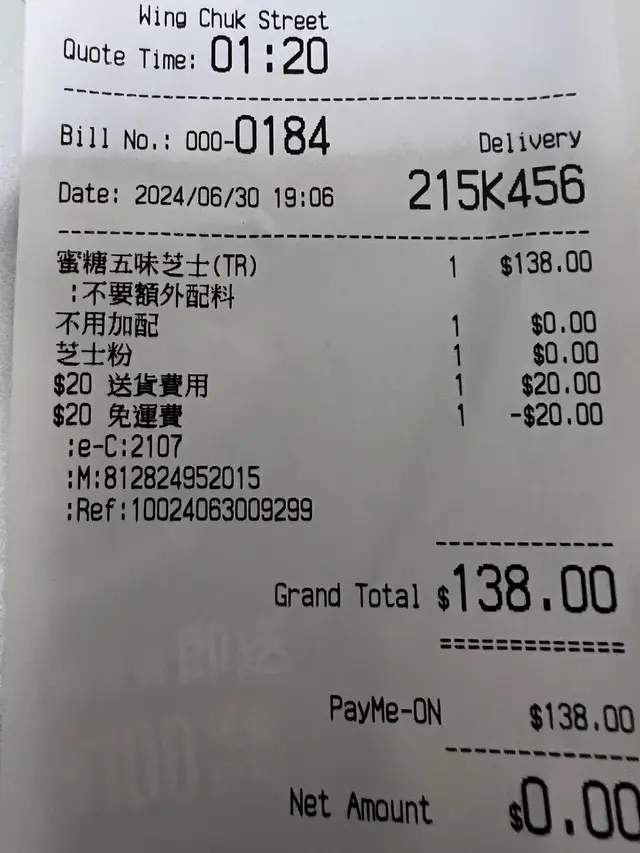 Wing Chuk Street
Quote Time: 01:20
Bill No.: 000-0184 Delivery
Date: 2024/06/30 19:06 215K456
蜜糖五味芝士(TR) 1 $138.00
:不要額外配料
不用加配 1 $0.00
芝士粉 1 $0.00
$20 送貨費用 1 $20.00
$20 免運費 1 -$20.00
:e-C:2107
:M:812824952015
:Ref:10024063009299
Grand Total $138.00
PayMe-ON $138.00
Net Amount $0.00